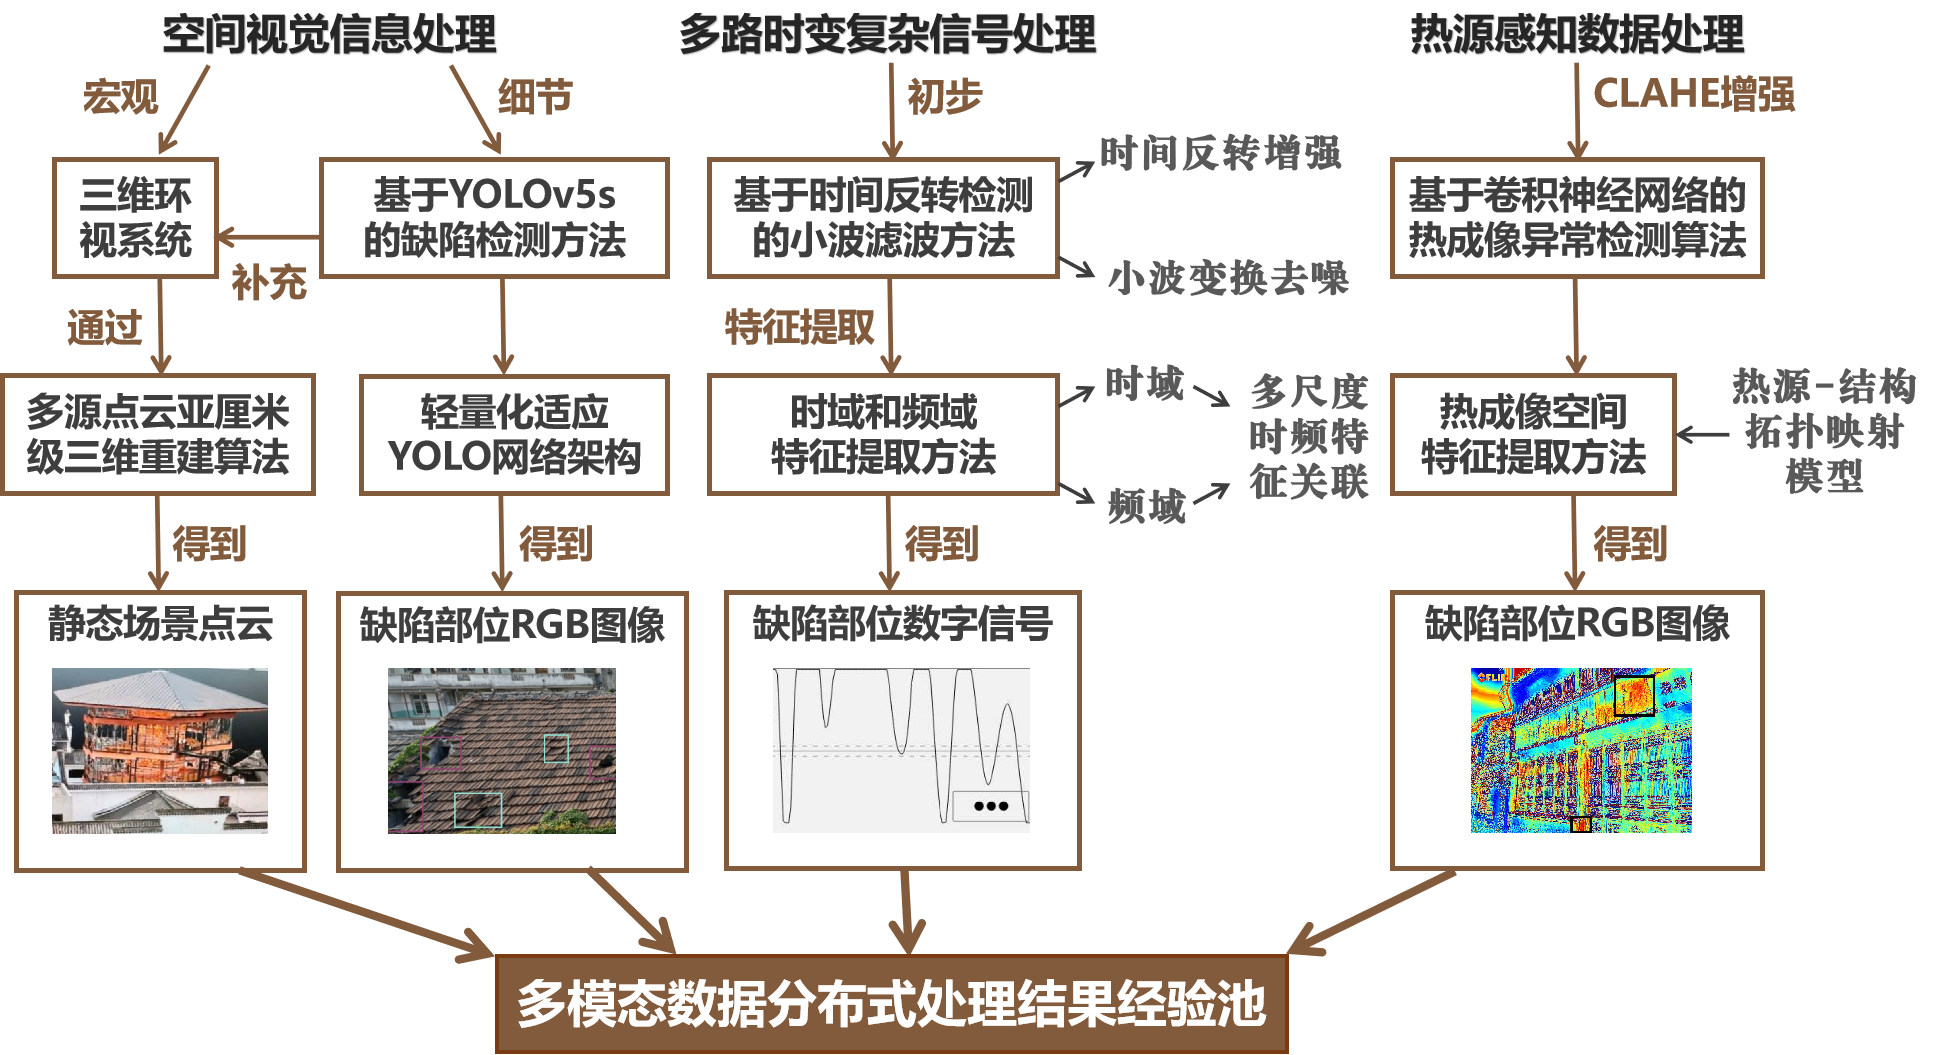 空间视觉信息处理
多路时变复杂信号处理
热源感知数据处理
宏观
细节
初步
CLAHE增强
三维环
视系统
基于YOLOv5s
的缺陷检测方法
补充
基于时间反转检测
的小波滤波方法
时间反转增强
小波变换去噪
基于卷积神经网络的
热成像异常检测算法
通过
特征提取
多源点云亚厘米
级三维重建算法
轻量化适应
YOLO网络架构
时域和频域
特征提取方法
时域
频域
多尺度
时频特
征关联
热成像空间
特征提取方法
热源-结构
拓扑映射
模型
得到
得到
得到
得到
静态场景点云
缺陷部位RGB图像
缺陷部位数字信号
缺陷部位RGB图像
FLIR
多模态数据分布式处理结果经验池